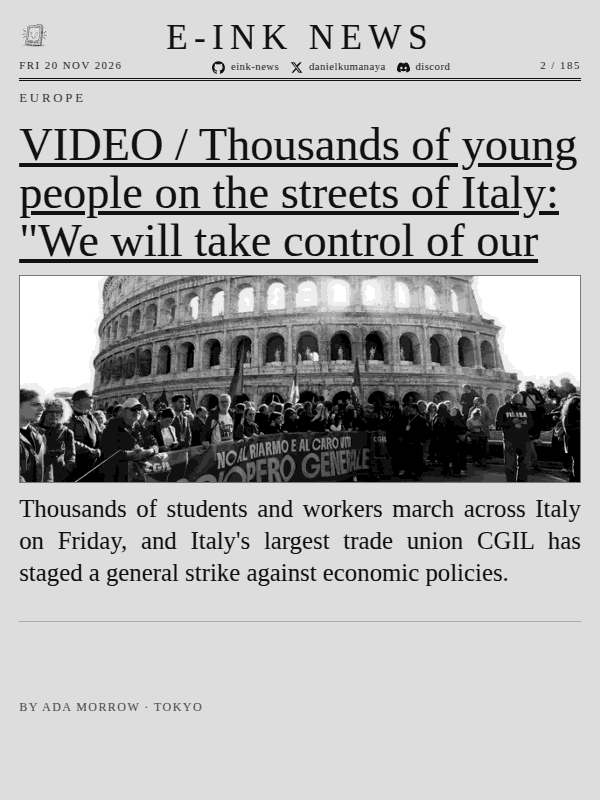 E-INK NEWS
FRI 20 NOV 2026
eink-news danielkumanaya discord
2 / 185
EUROPE
VIDEO / Thousands of young
people on the streets of Italy:
"We will take control of our
NO AL RIARMO E AL CARO VITA
CGIL
SCIOPERO GENERALE
CGIL
Thousands of students and workers march across Italy
on Friday, and Italy's largest trade union CGIL has
staged a general strike against economic policies.
BY ADA MORROW · TOKYO